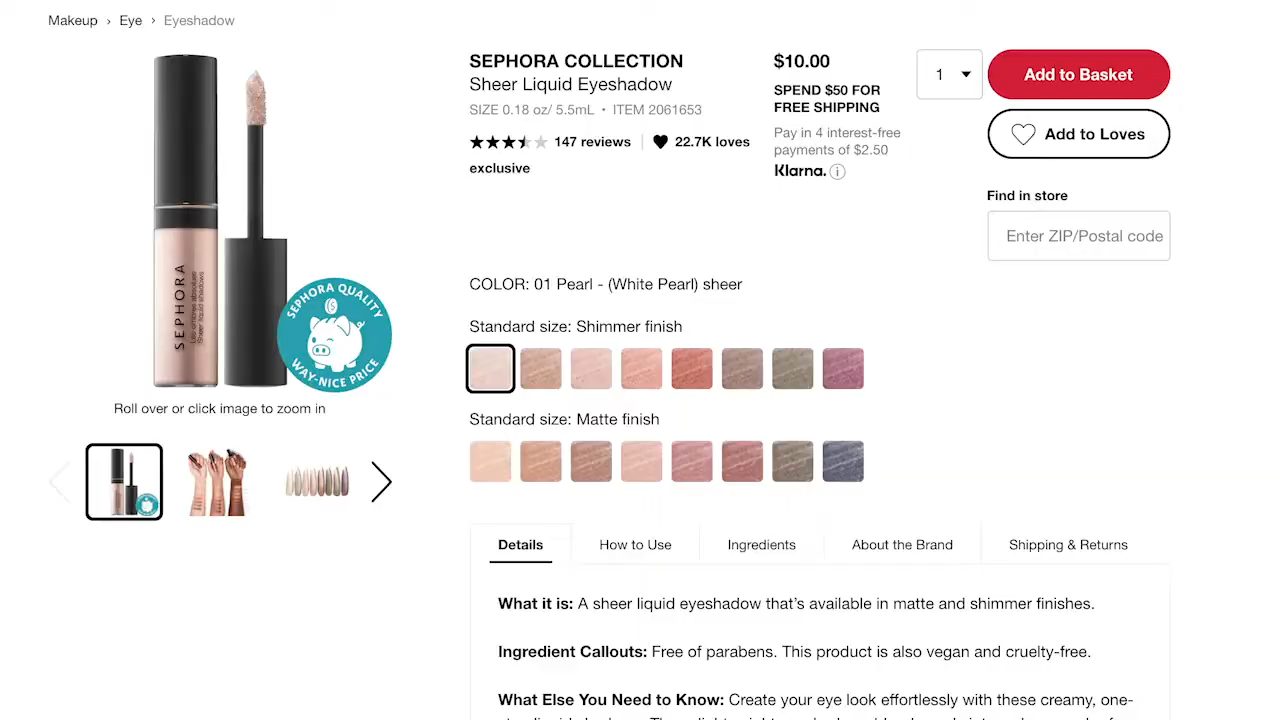 Makeup › Eye › Eyeshadow
SEPHORA
Les ombres absolues
Sheer liquid shadows
SEPHORA QUALITY
WAY-NICE PRICE
Roll over or click image to zoom in
SEPHORA COLLECTION
Sheer Liquid Eyeshadow
SIZE 0.18 oz/ 5.5mL • ITEM 2061653
147 reviews
22.7K loves
exclusive
$10.00
SPEND $50 FOR
FREE SHIPPING
Pay in 4 interest-free
payments of $2.50
Klarna.
1
Add to Basket
Add to Loves
Find in store
Enter ZIP/Postal code
COLOR: 01 Pearl - (White Pearl) sheer
Standard size: Shimmer finish
Standard size: Matte finish
Details How to Use Ingredients About the Brand Shipping & Returns
What it is: A sheer liquid eyeshadow that’s available in matte and shimmer finishes.
Ingredient Callouts: Free of parabens. This product is also vegan and cruelty-free.
What Else You Need to Know: Create your eye look effortlessly with these creamy, one-